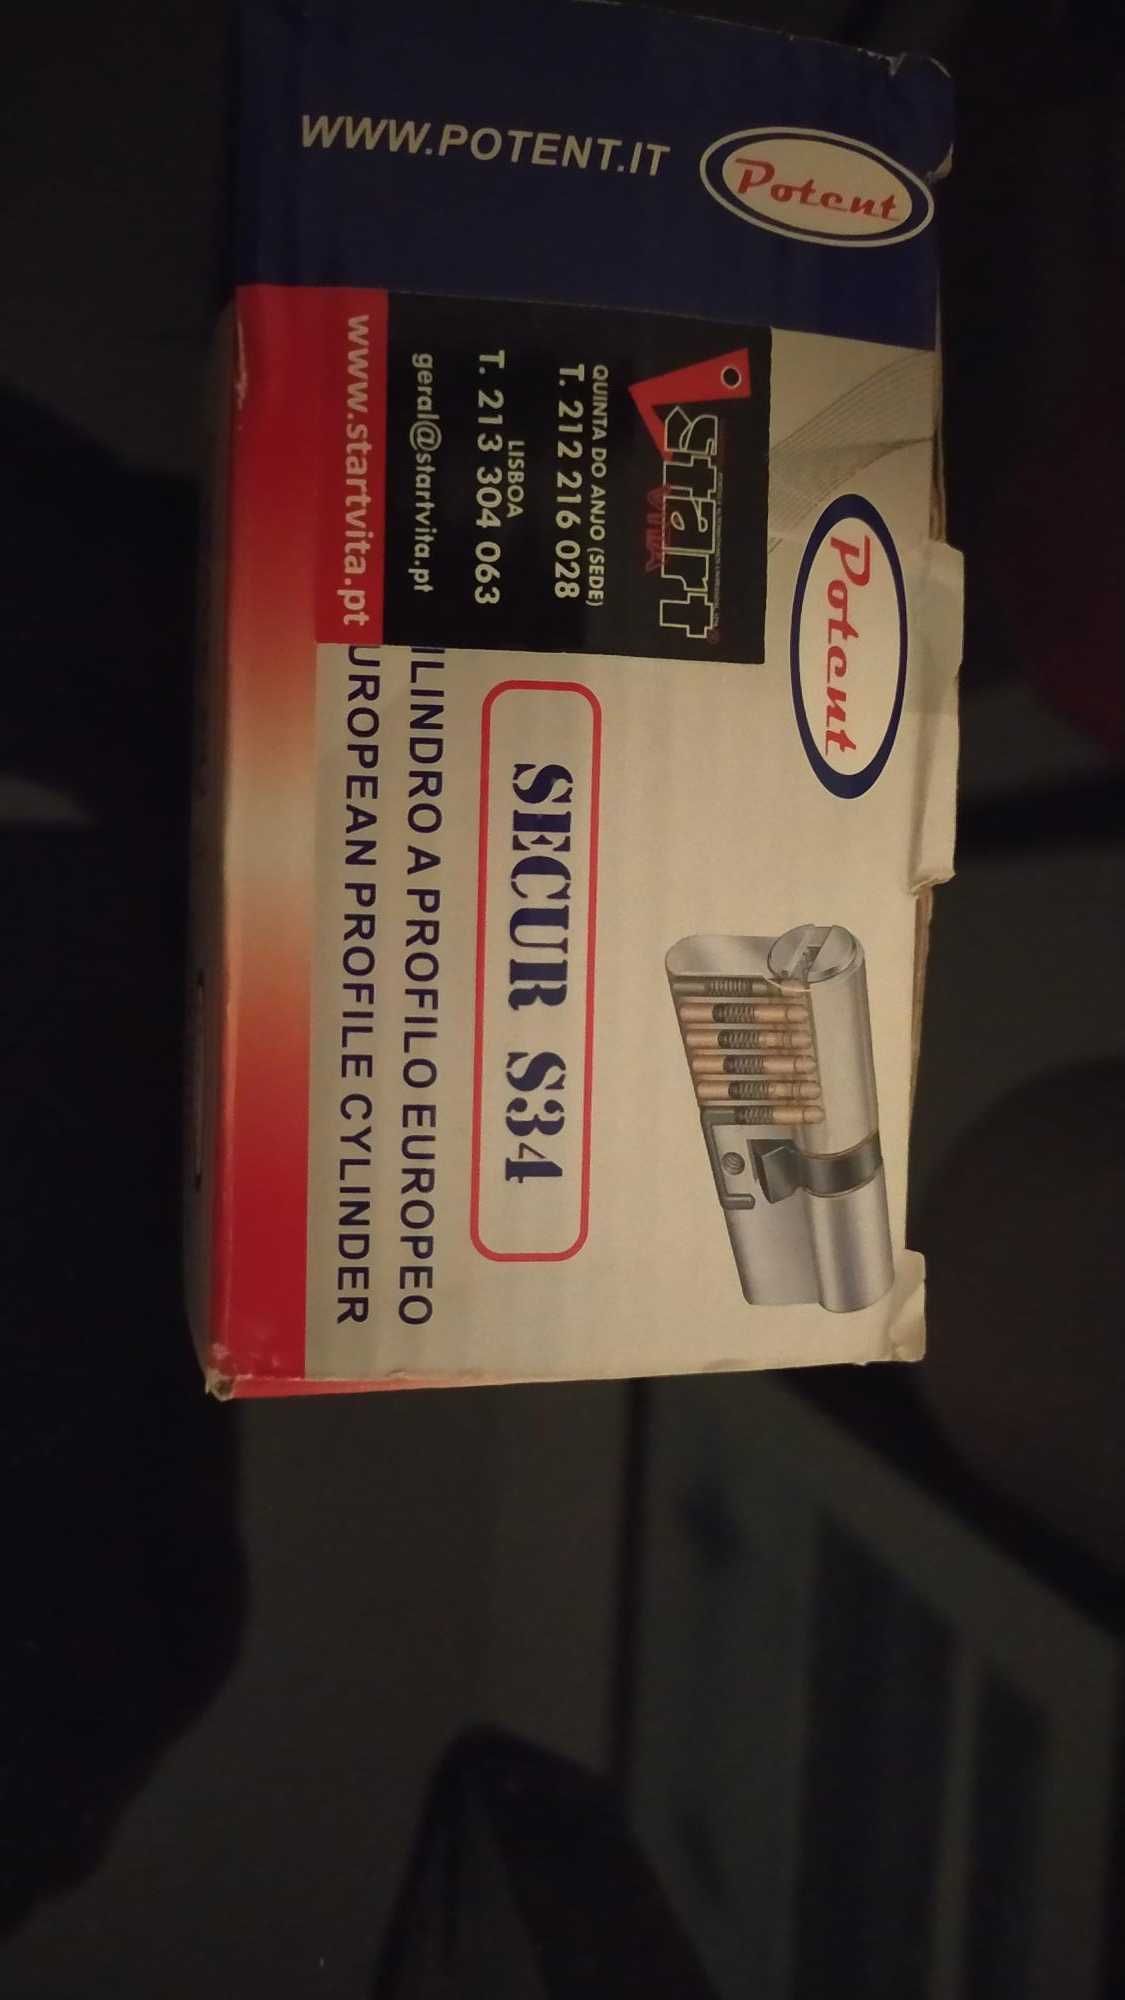 WWW.POTENT.IT
Potent
Potent
start
VITA
QUINTA DO ANJO (SEDE)
T. 212 216 028
LISBOA
T. 213 304 063
geral@startvita.pt
www.startvita.pt
SECUR S34
ILINDRO A PROFILO EUROPEO
UROPEAN PROFILE CYLINDER